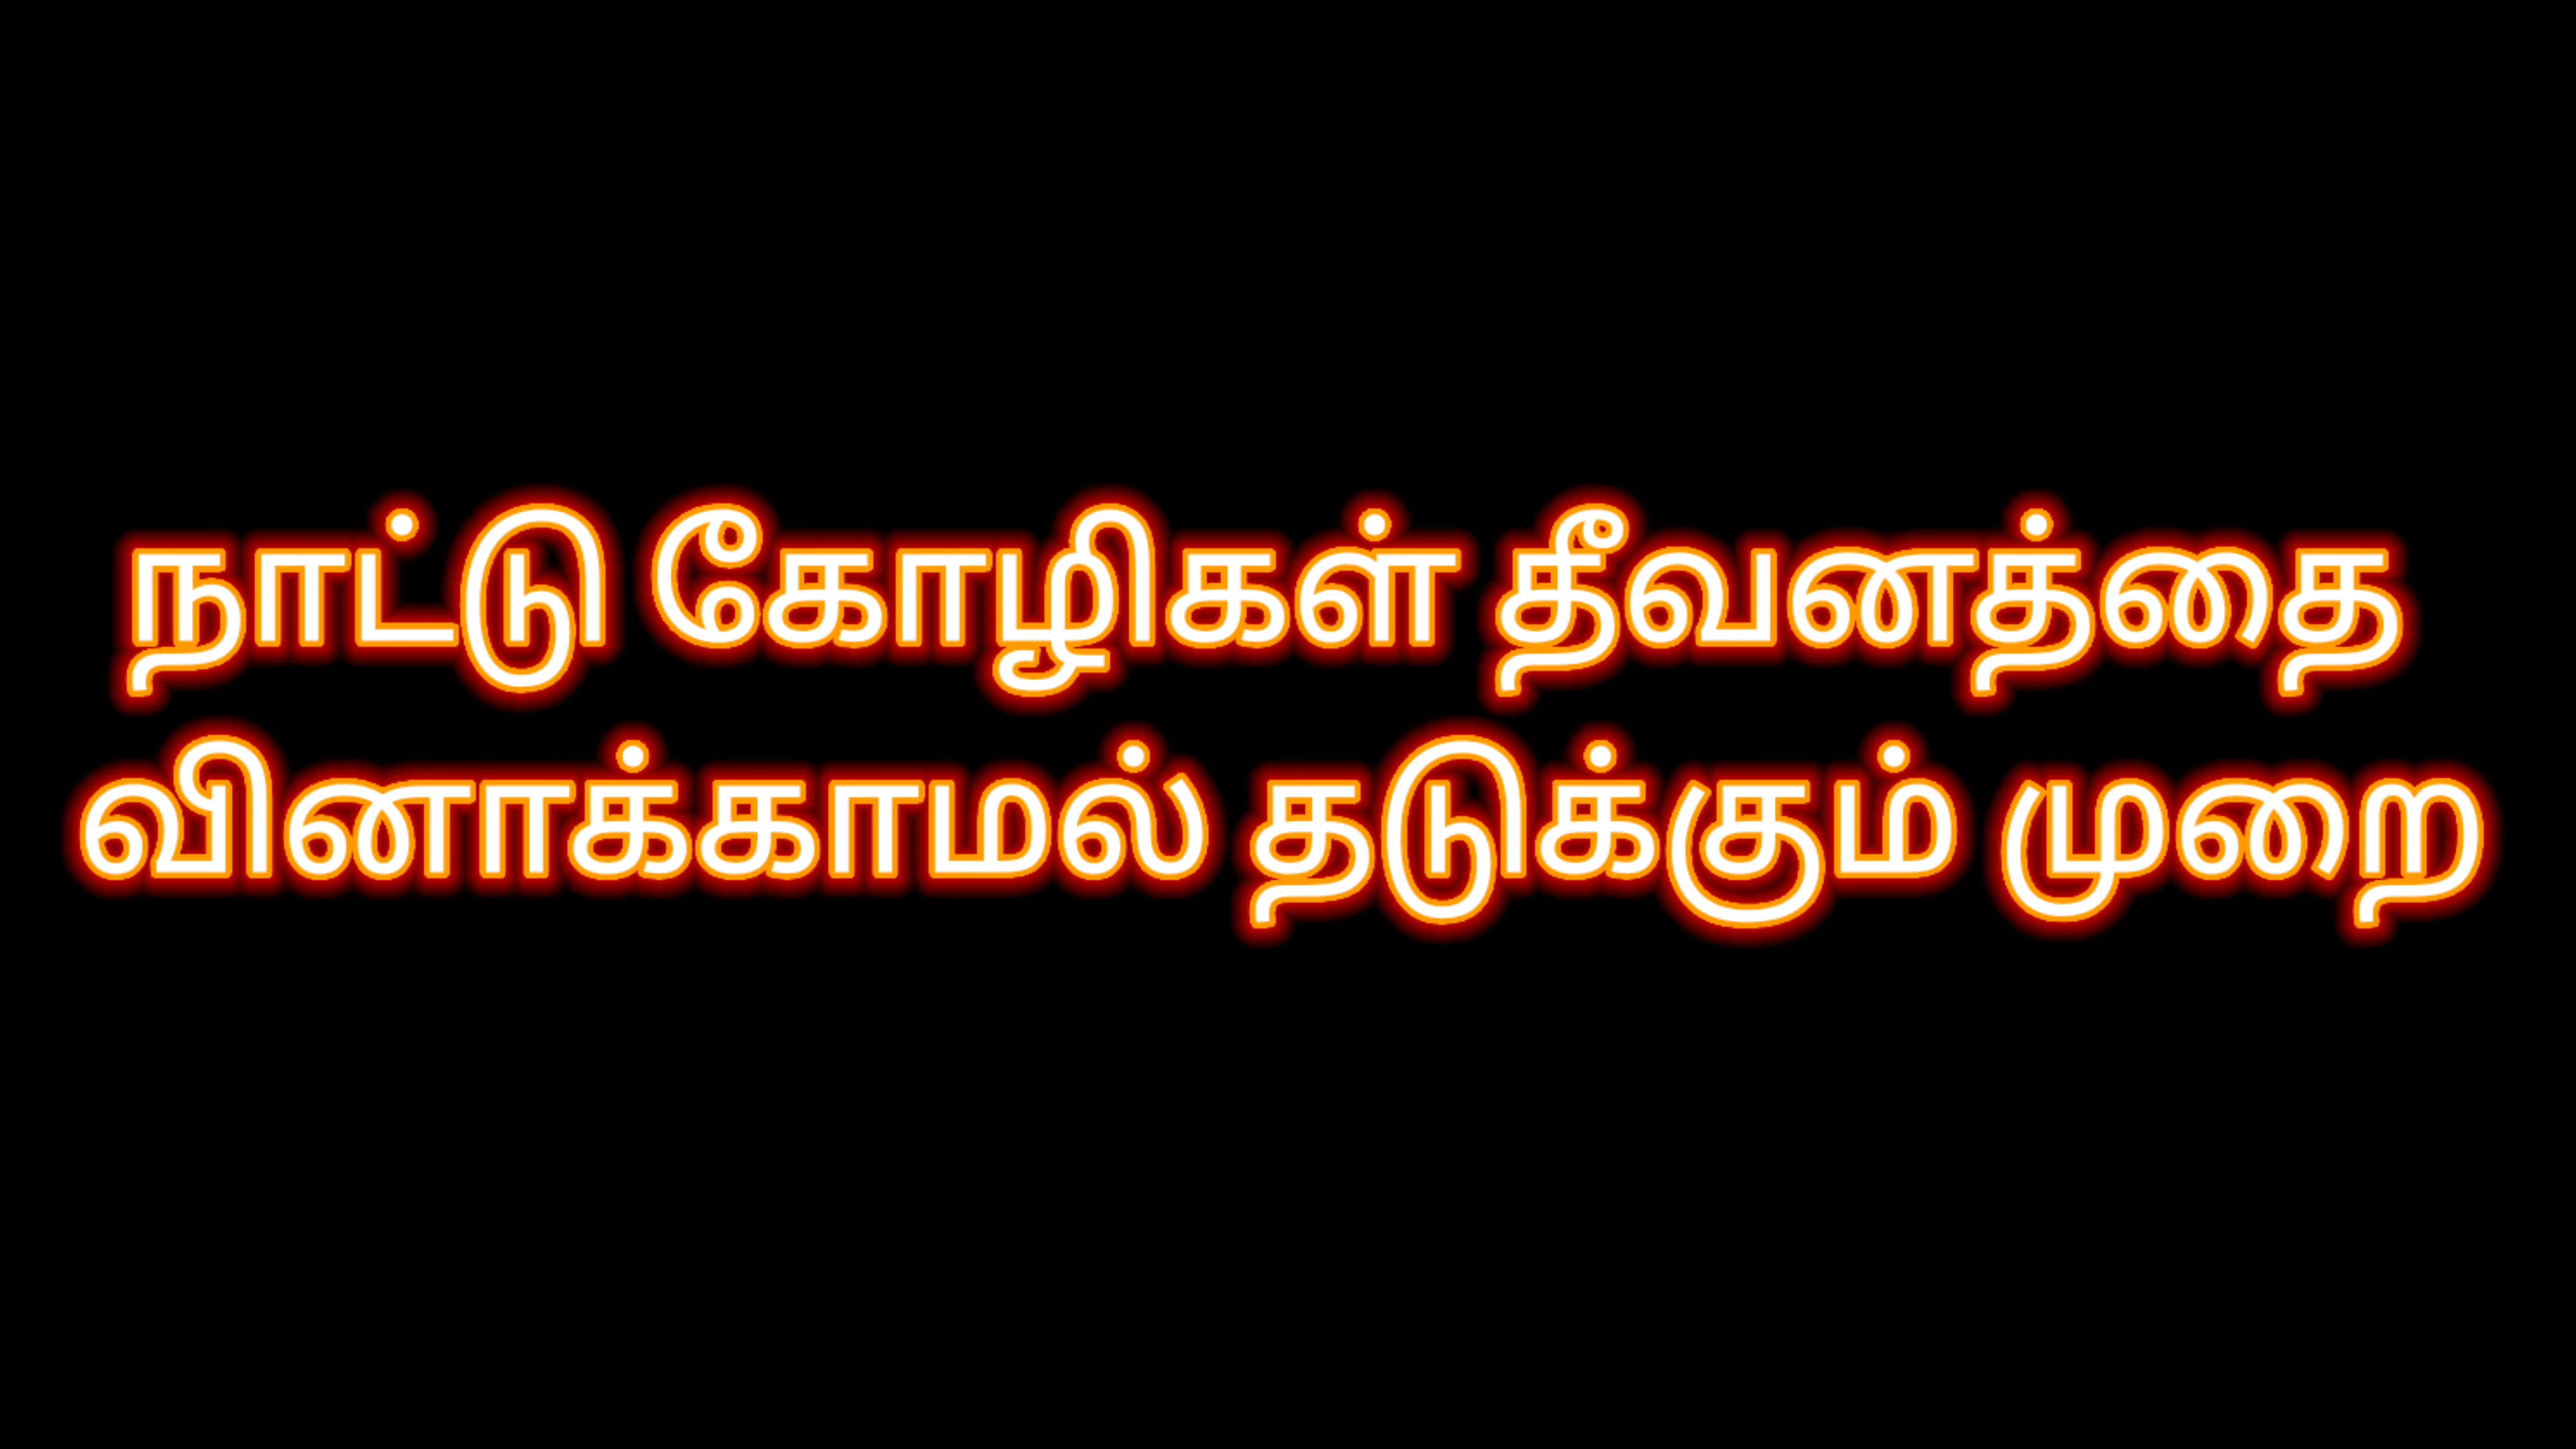 நாட்டு கோழிகள் தீவனத்தை
வினாக்காமல் தடுக்கும் முறை